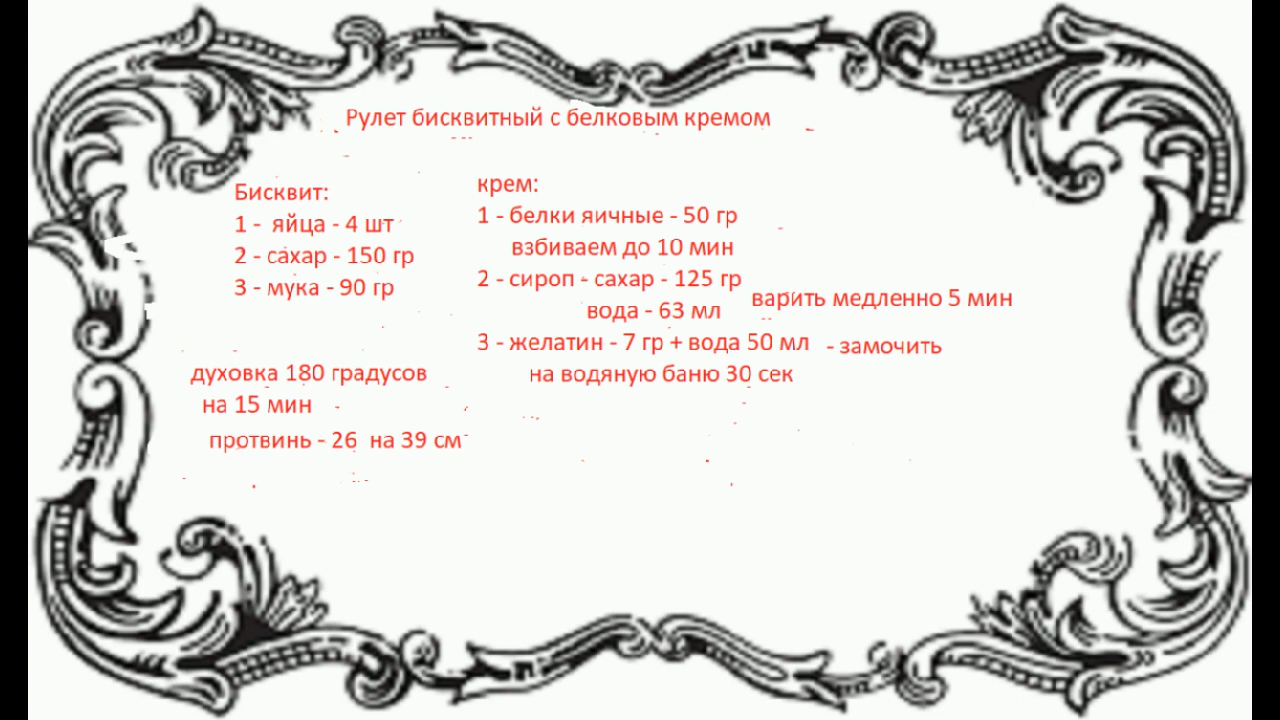 Рулет бисквитный с белковым кремом
Бисквит:
1 - яйца - 4 шт
2 - сахар - 150 гр
3 - мука - 90 гр
духовка 180 градусов
на 15 мин
протвинь - 26 на 39 см
крем:
1 - белки яичные - 50 гр
взбиваем до 10 мин
2 - сироп - сахар - 125 гр
вода - 63 мл
варить медленно 5 мин
3 - желатин - 7 гр + вода 50 мл - замочить
на водяную баню 30 сек